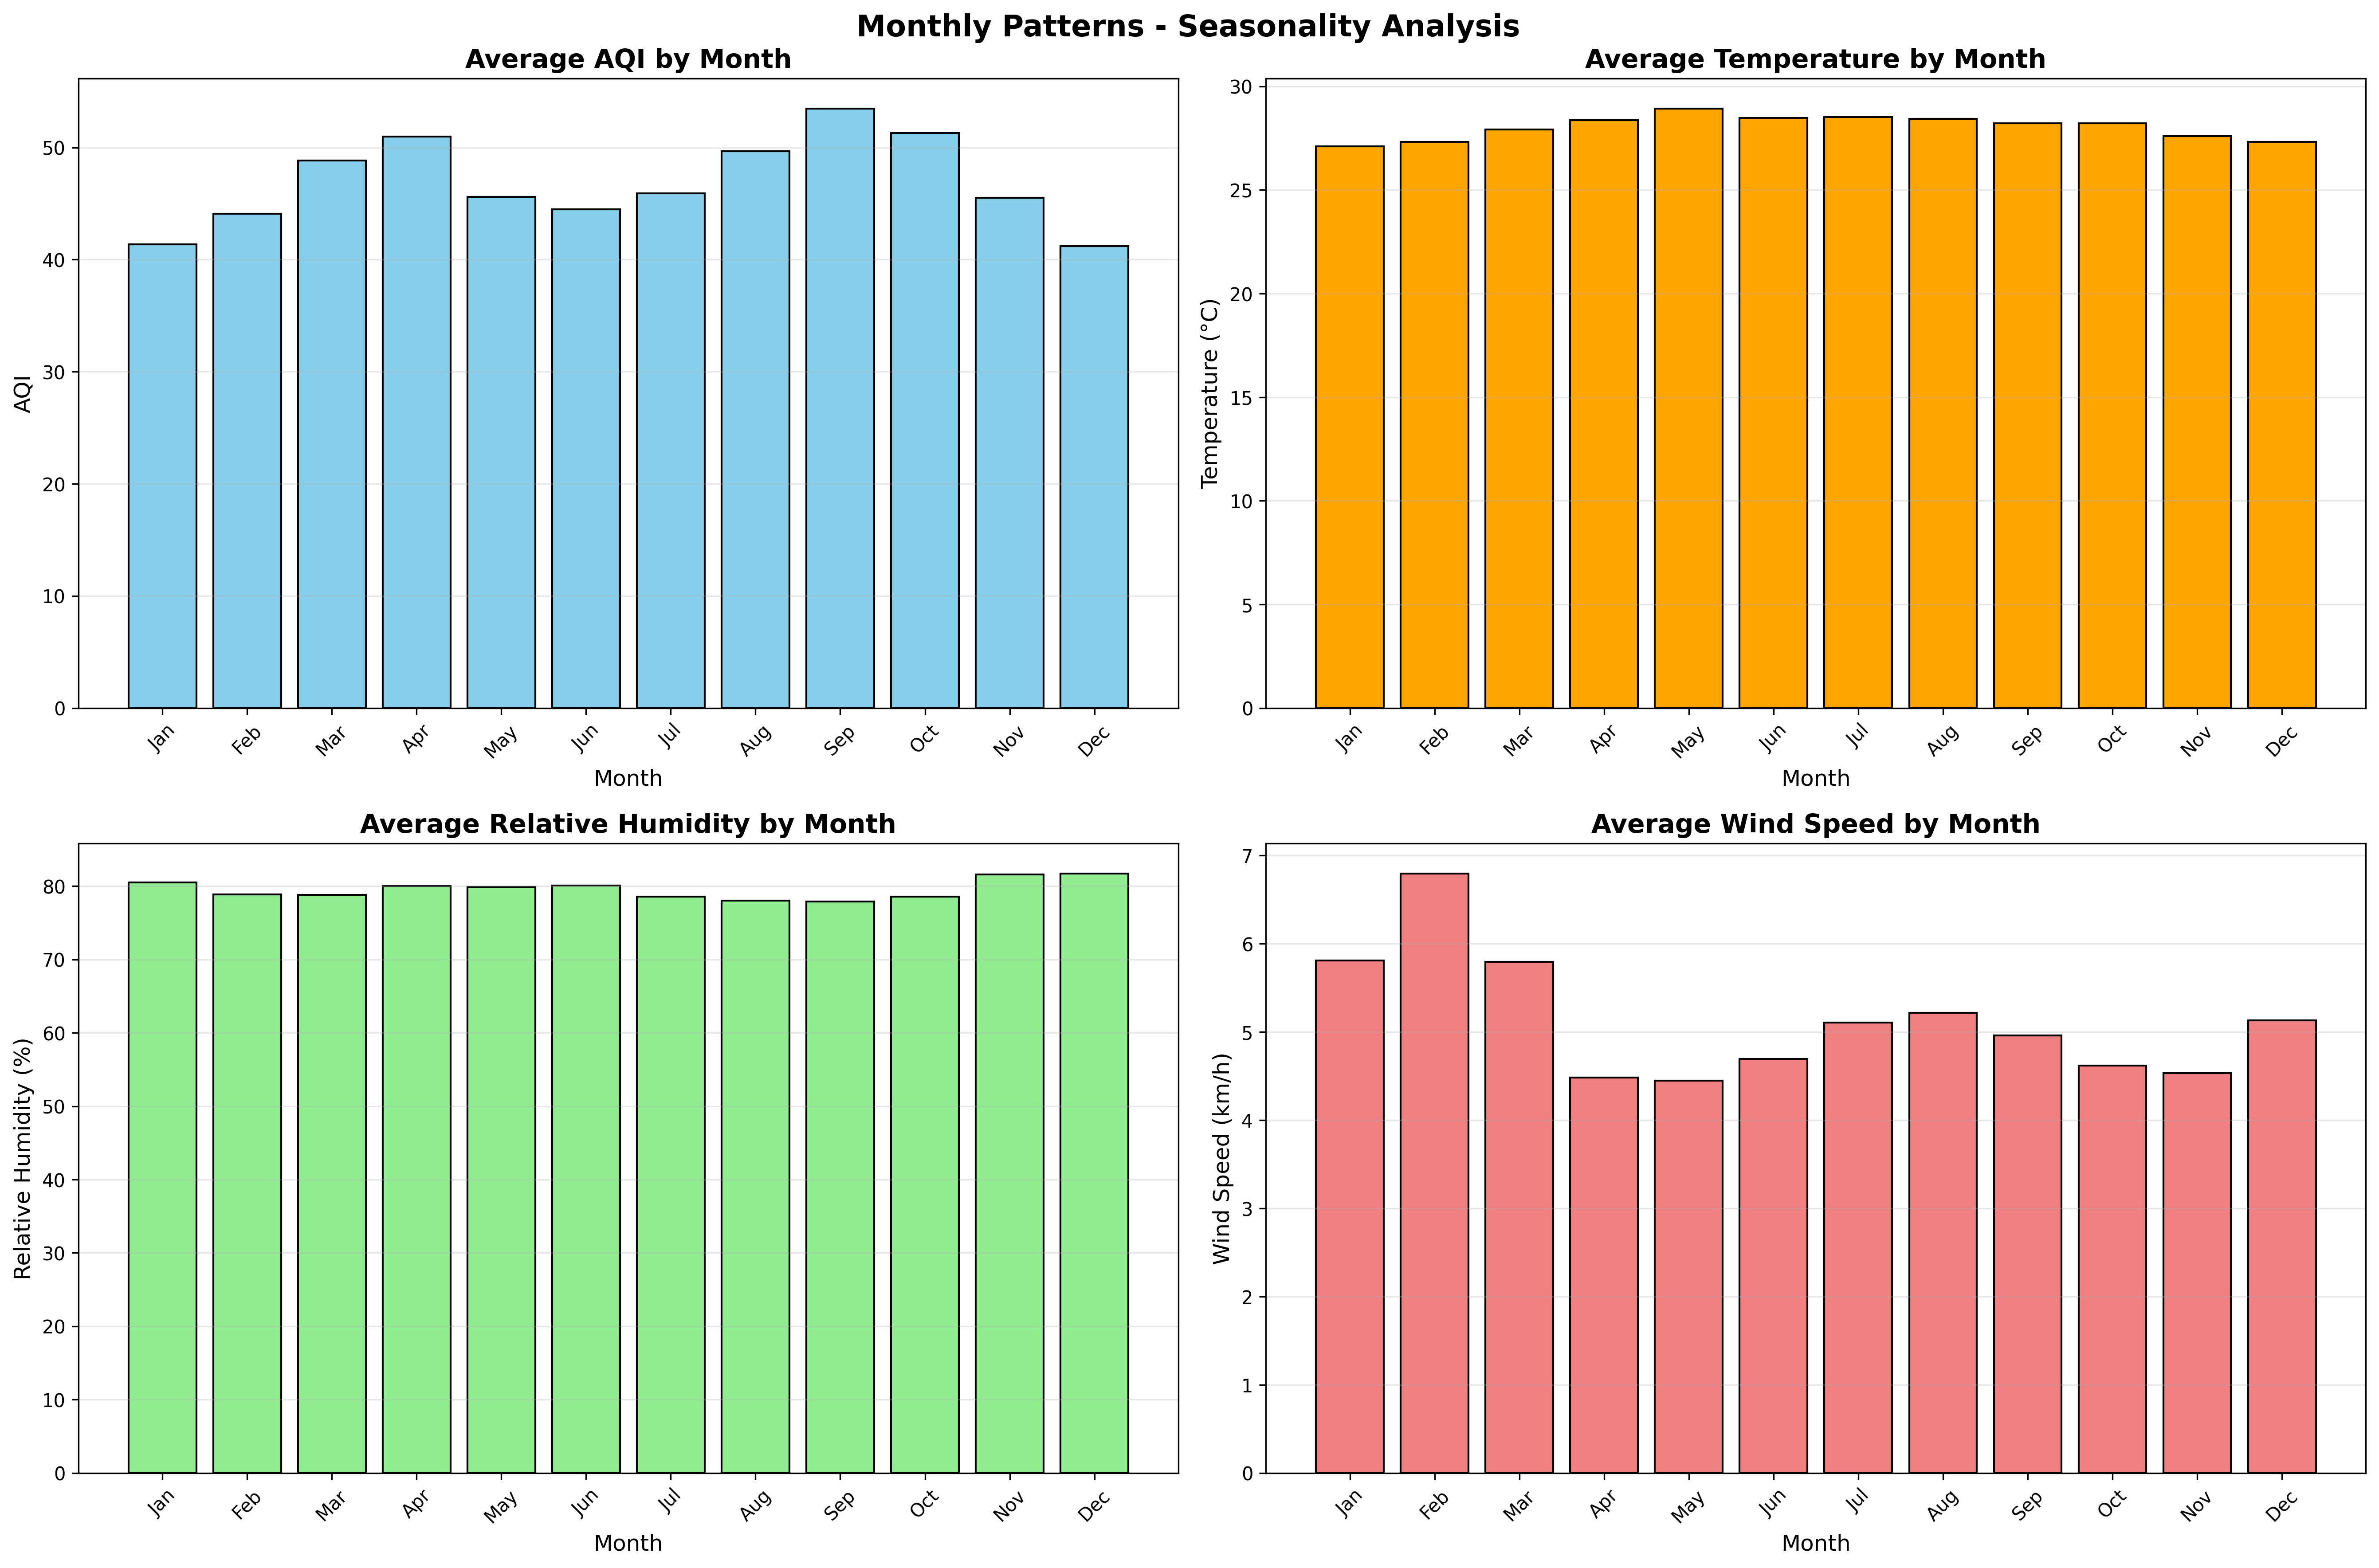 Monthly Patterns - Seasonality Analysis
Average AQI by Month
AQI
50
40
30
20
10
0
Jan Feb Mar Apr May Jun Jul Aug Sep Oct Nov Dec
Month
Average Temperature by Month
Temperature (°C)
30
25
20
15
10
5
0
Jan Feb Mar Apr May Jun Jul Aug Sep Oct Nov Dec
Month
Average Relative Humidity by Month
Relative Humidity (%)
80
70
60
50
40
30
20
10
0
Jan Feb Mar Apr May Jun Jul Aug Sep Oct Nov Dec
Month
Average Wind Speed by Month
Wind Speed (km/h)
7
6
5
4
3
2
1
0
Jan Feb Mar Apr May Jun Jul Aug Sep Oct Nov Dec
Month